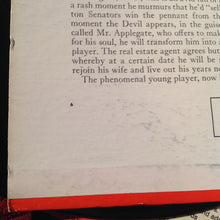 a rash moment he murmurs that he'd "sell
ton Senators win the pennant from th
moment the Devil appears, in the guise
called Mr. Applegate, who offers to mak
for his soul, he will transform him into a
player. The real estate agent agrees but
whereby at a certain date he will be
rejoin his wife and live out his years no
The phenomenal young player, now